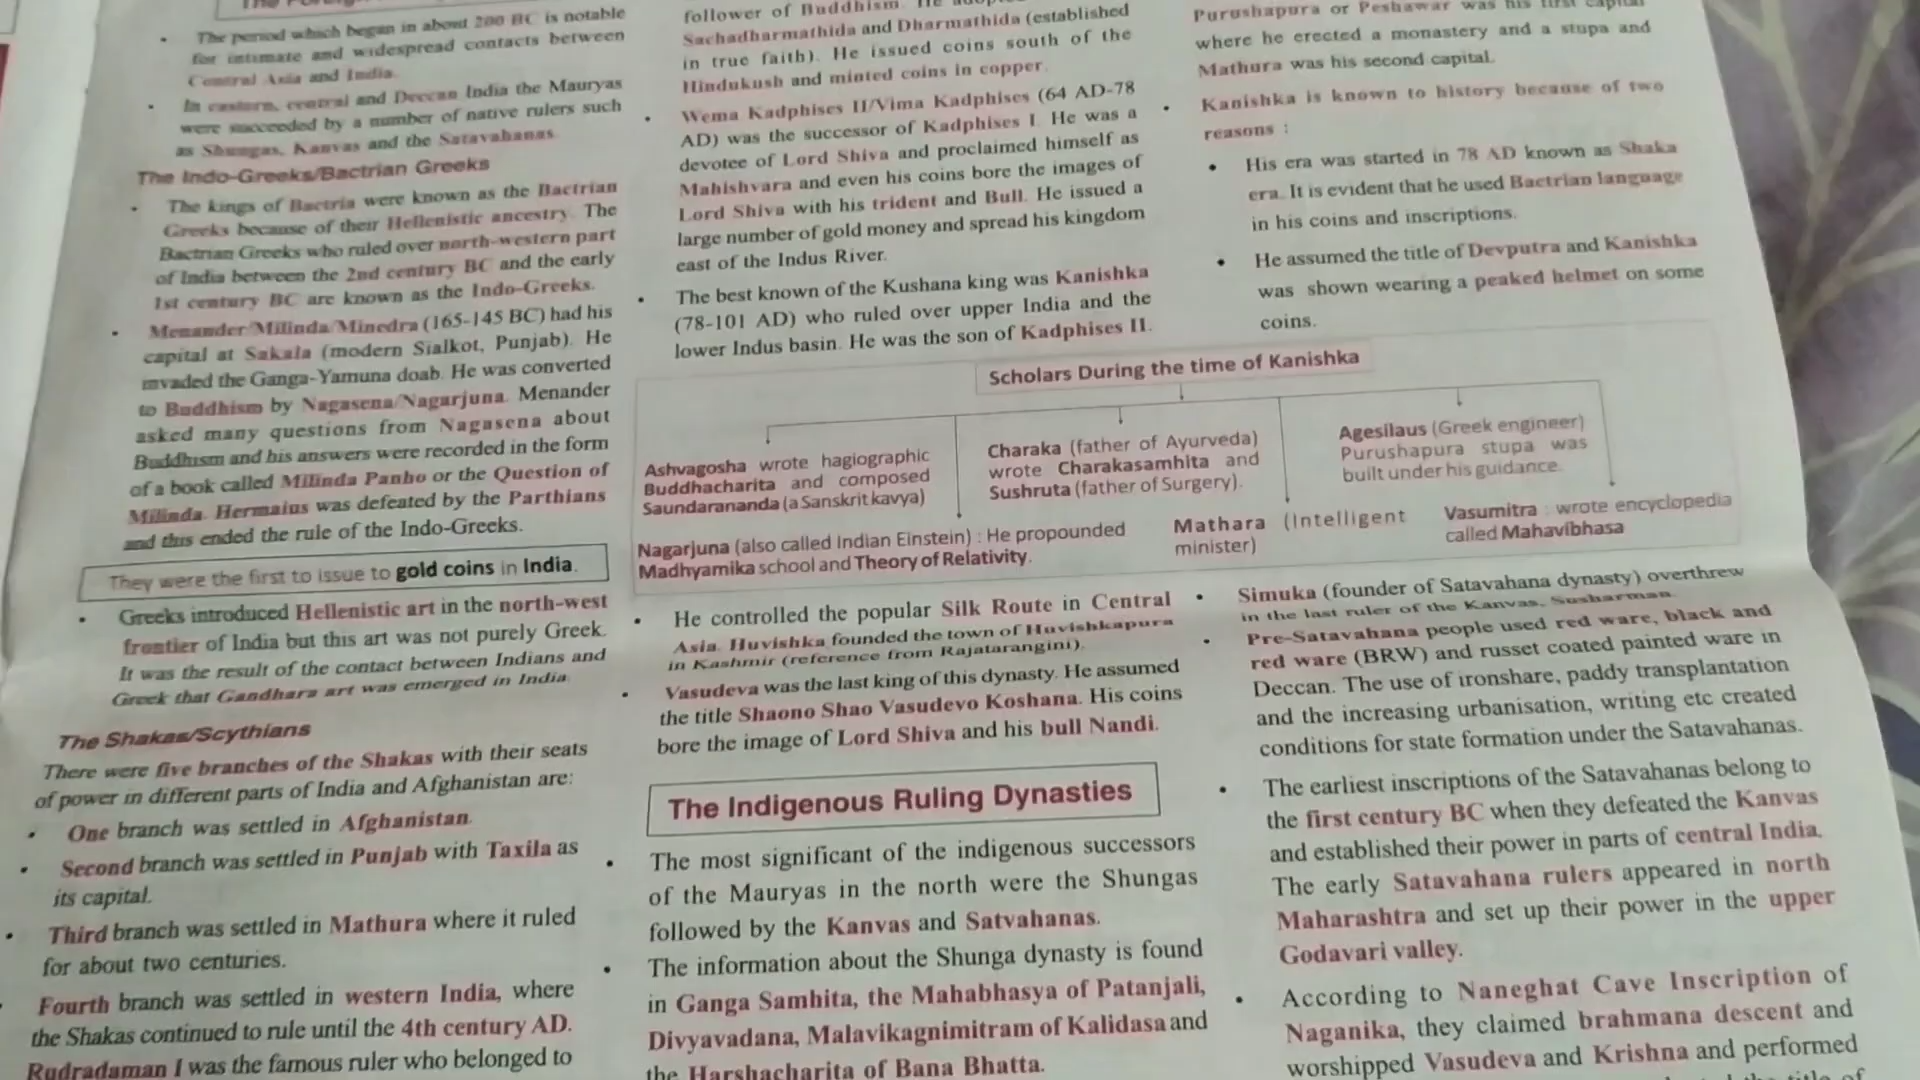 The period which began in about 200 BC is notable
for intimate and widespread contacts between
Central Asia and India.
In eastern, central and Deccan India the Mauryas
were succeeded by a number of native rulers such
as Shungas, Kanvas and the Satavahanas.
The Indo-Greeks/Bactrian Greeks
The kings of Bactria were known as the Bactrian
Greeks because of their Hellenistic ancestry. The
Bactrian Greeks who ruled over north-western part
of India between the 2nd century BC and the early
1st century BC are known as the Indo-Greeks.
Menander/Milinda/Minedra (165-145 BC) had his
capital at Sakala (modern Sialkot, Punjab). He
invaded the Ganga-Yamuna doab. He was converted
to Buddhism by Nagasena/Nagarjuna. Menander
asked many questions from Nagasena about
Buddhism and his answers were recorded in the form
of a book called Milinda Panho or the Question of
Milinda. Hermaius was defeated by the Parthians
and this ended the rule of the Indo-Greeks.
They were the first to issue to gold coins in India.
Greeks introduced Hellenistic art in the north-west
frontier of India but this art was not purely Greek.
It was the result of the contact between Indians and
Greek that Gandhara art was emerged in India.
The Shakas/Scythians
There were five branches of the Shakas with their seats
of power in different parts of India and Afghanistan are:
One branch was settled in Afghanistan.
Second branch was settled in Punjab with Taxila as
its capital.
Third branch was settled in Mathura where it ruled
for about two centuries.
Fourth branch was settled in western India, where
the Shakas continued to rule until the 4th century AD.
Rudradaman I was the famous ruler who belonged to
follower of Buddhism. He
Sachadharmathida and Dharmathida (established
in true faith). He issued coins south of the
Hindukush and minted coins in copper.
Wema Kadphises II/Vima Kadphises (64 AD-78
AD) was the successor of Kadphises I. He was a
devotee of Lord Shiva and proclaimed himself as
Mahishvara and even his coins bore the images of
Lord Shiva with his trident and Bull. He issued a
large number of gold money and spread his kingdom
east of the Indus River.
The best known of the Kushana king was Kanishka
(78-101 AD) who ruled over upper India and the
lower Indus basin. He was the son of Kadphises II.
Purushapura or Peshawar was his first capital
where he erected a monastery and a stupa and
Mathura was his second capital.
Kanishka is known to history because of two
reasons :
His era was started in 78 AD known as Shaka
era. It is evident that he used Bactrian language
in his coins and inscriptions.
He assumed the title of Devputra and Kanishka
was shown wearing a peaked helmet on some
coins.
Scholars During the time of Kanishka
Ashvagosha wrote hagiographic
Buddhacharita and composed
Saundarananda (a Sanskrit kavya)
Charaka (father of Ayurveda)
wrote Charakasamhita and
Sushruta (father of Surgery).
Agesilaus (Greek engineer)
Purushapura stupa was
built under his guidance.
Nagarjuna (also called Indian Einstein) : He propounded
Madhyamika school and Theory of Relativity.
Mathara (Intelligent
minister)
Vasumitra : wrote encyclopedia
called Mahavibhasa
He controlled the popular Silk Route in Central
Asia. Huvishka founded the town of Huvishkapura
in Kashmir (reference from Rajatarangini).
Vasudeva was the last king of this dynasty. He assumed
the title Shaono Shao Vasudevo Koshana. His coins
bore the image of Lord Shiva and his bull Nandi.
The Indigenous Ruling Dynasties
The most significant of the indigenous successors
of the Mauryas in the north were the Shungas
followed by the Kanvas and Satvahanas.
The information about the Shunga dynasty is found
in Ganga Samhita, the Mahabhasya of Patanjali,
Divyavadana, Malavikagnimitram of Kalidasa and
the Harshacharita of Bana Bhatta.
Simuka (founder of Satavahana dynasty) overthrew
in the last ruler of the Kanvas, Susharman.
Pre-Satavahana people used red ware, black and
red ware (BRW) and russet coated painted ware in
Deccan. The use of ironshare, paddy transplantation
and the increasing urbanisation, writing etc created
conditions for state formation under the Satavahanas.
The earliest inscriptions of the Satavahanas belong to
the first century BC when they defeated the Kanvas
and established their power in parts of central India.
The early Satavahana rulers appeared in north
Maharashtra and set up their power in the upper
Godavari valley.
According to Naneghat Cave Inscription of
Naganika, they claimed brahmana descent and
worshipped Vasudeva and Krishna and performed
the title of